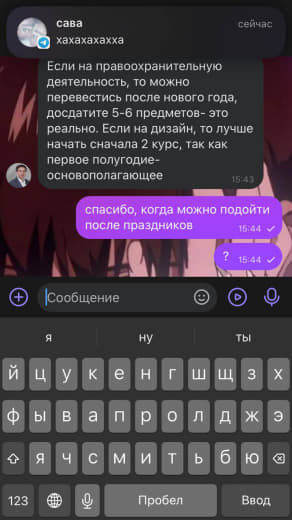 сава
сейчас
хахахахахха
Если на правоохранительную
деятельность, то можно
перевестись после нового года,
досдатите 5-6 предметов- это
реально. Если на дизайн, то лучше
начать сначала 2 курс, так как
первое полугодие-
основополагающее
15:43
спасибо, когда можно подойти
после праздников
15:44
?
15:44
Сообщение
я ну ты
й ц у к е н г ш щ з х
ф ы в а п р о л д ж э
я ч с м и т ь б ю
123 Пробел Ввод